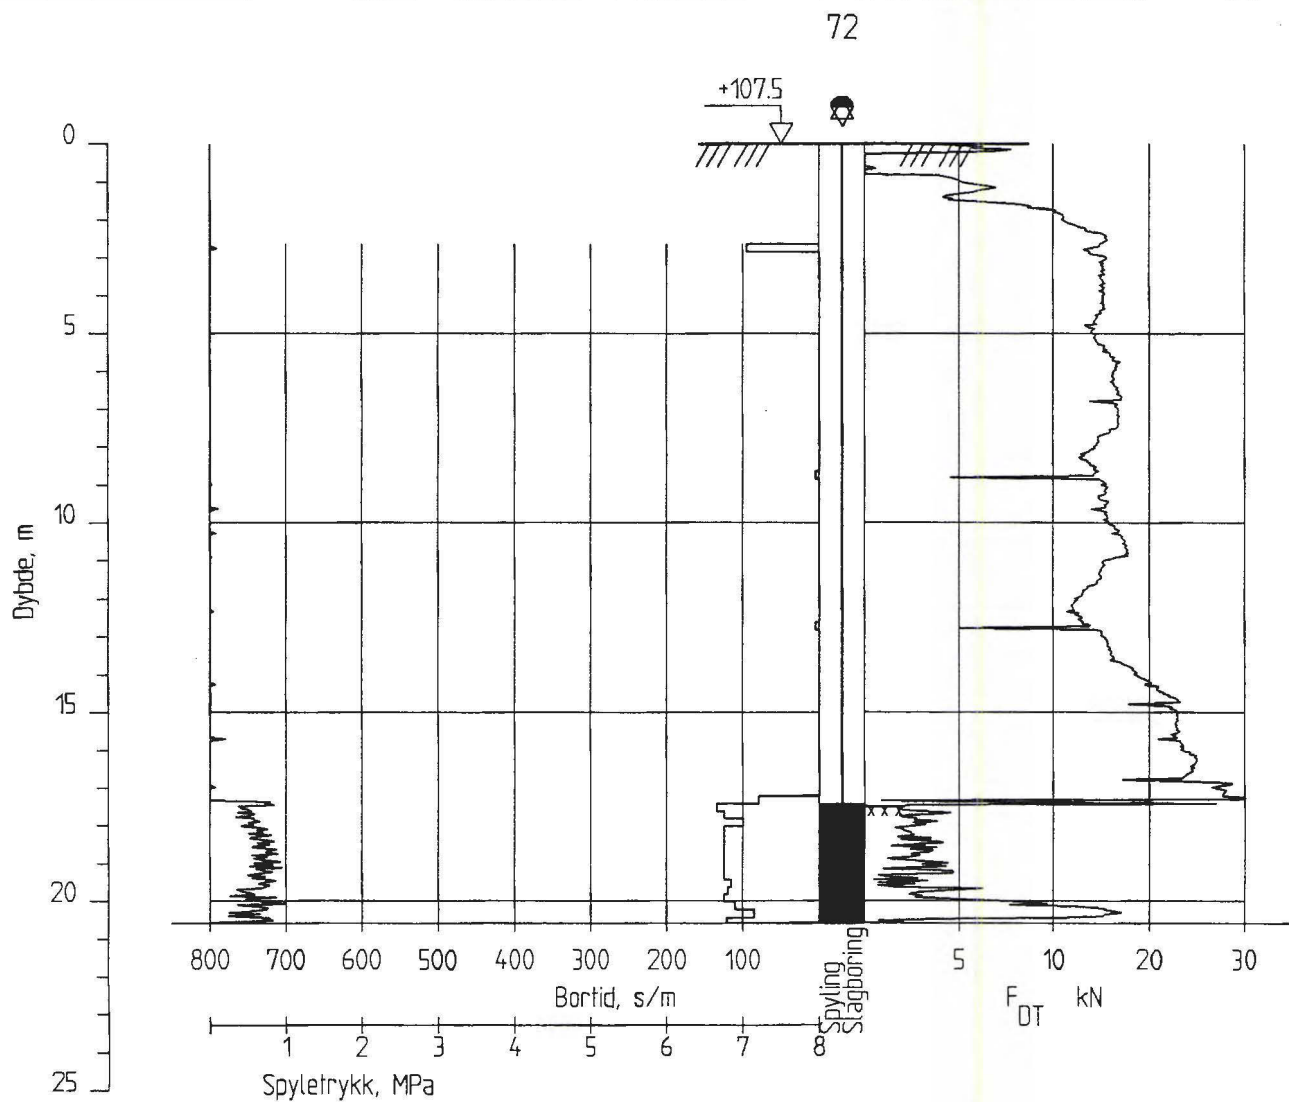 72
+107.5
0
5
10
15
20
25
Dybde, m
x x x
800 700 600 500 400 300 200 100
Bortid, s/m
1 2 3 4 5 6 7 8
Spyletrykk, MPa
Spyling
Slagboring
5 10 20 30
F_DT kN